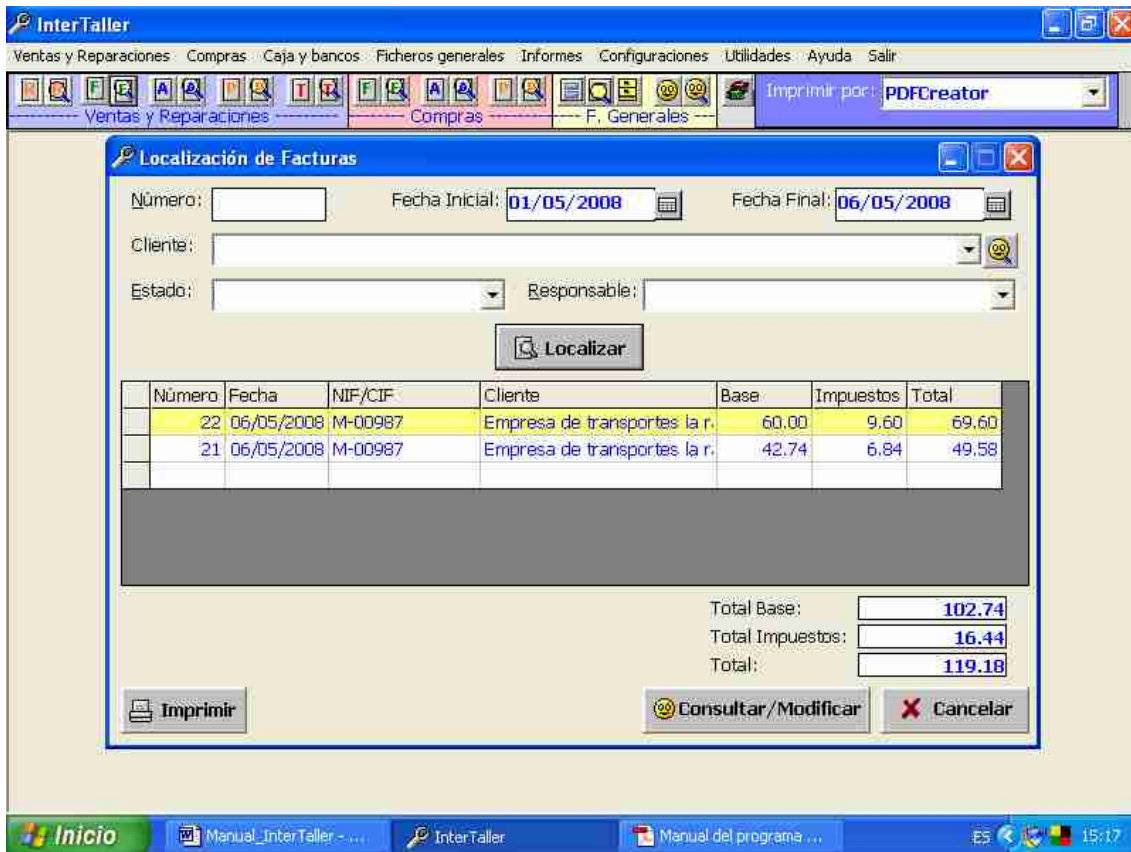 InterTaller
Ventas y Reparaciones Compras Caja y bancos Ficheros generales Informes Configuraciones Utilidades Ayuda Salir
R F F A A P P T T F F A A P P Imprimir por: PDFCreator
---------- Ventas y Reparaciones ---------- -------- Compras -------- --- F. Generales ---
Localización de Facturas
Número: Fecha Inicial: 01/05/2008 Fecha Final: 06/05/2008
Cliente:
Estado: Responsable:
Localizar
Número Fecha NIF/CIF Cliente Base Impuestos Total
22 06/05/2008 M-00987 Empresa de transportes la r. 60.00 9.60 69.60
21 06/05/2008 M-00987 Empresa de transportes la r. 42.74 6.84 49.58
Total Base: 102.74
Total Impuestos: 16.44
Total: 119.18
Imprimir Consultar/Modificar Cancelar
Inicio Manual_InterTaller - ... InterTaller Manual del programa ... ES 15:17